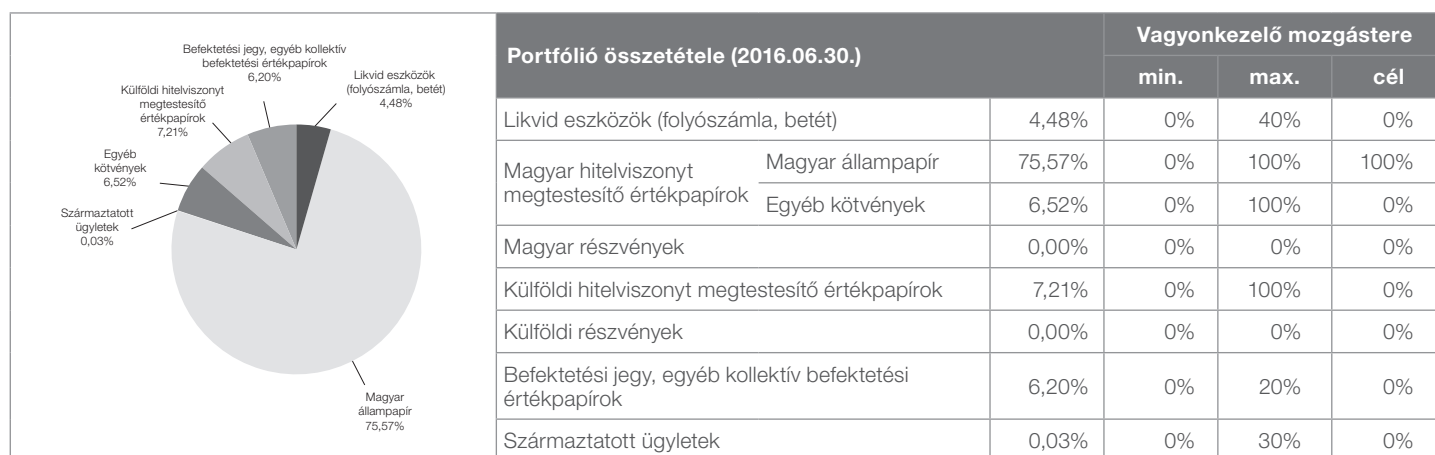 Befektetési jegy, egyéb kollektív
befektetési értékpapírok
6,20%
Likvid eszközök
(folyószámla, betét)
4,48%
Külföldi hitelviszonyt
megtestesítő
értékpapírok
7,21%
Egyéb
kötvények
6,52%
Származtatott
ügyletek
0,03%
Magyar
állampapír
75,57%
Portfólió összetétele (2016.06.30.) Vagyonkezelő mozgástere
min. max. cél
Likvid eszközök (folyószámla, betét) 4,48% 0% 40% 0%
Magyar hitelviszonyt
megtestesítő értékpapírok
Magyar állampapír 75,57% 0% 100% 100%
Egyéb kötvények 6,52% 0% 100% 0%
Magyar részvények 0,00% 0% 0% 0%
Külföldi hitelviszonyt megtestesítő értékpapírok 7,21% 0% 100% 0%
Külföldi részvények 0,00% 0% 0% 0%
Befektetési jegy, egyéb kollektív befektetési
értékpapírok 6,20% 0% 20% 0%
Származtatott ügyletek 0,03% 0% 30% 0%